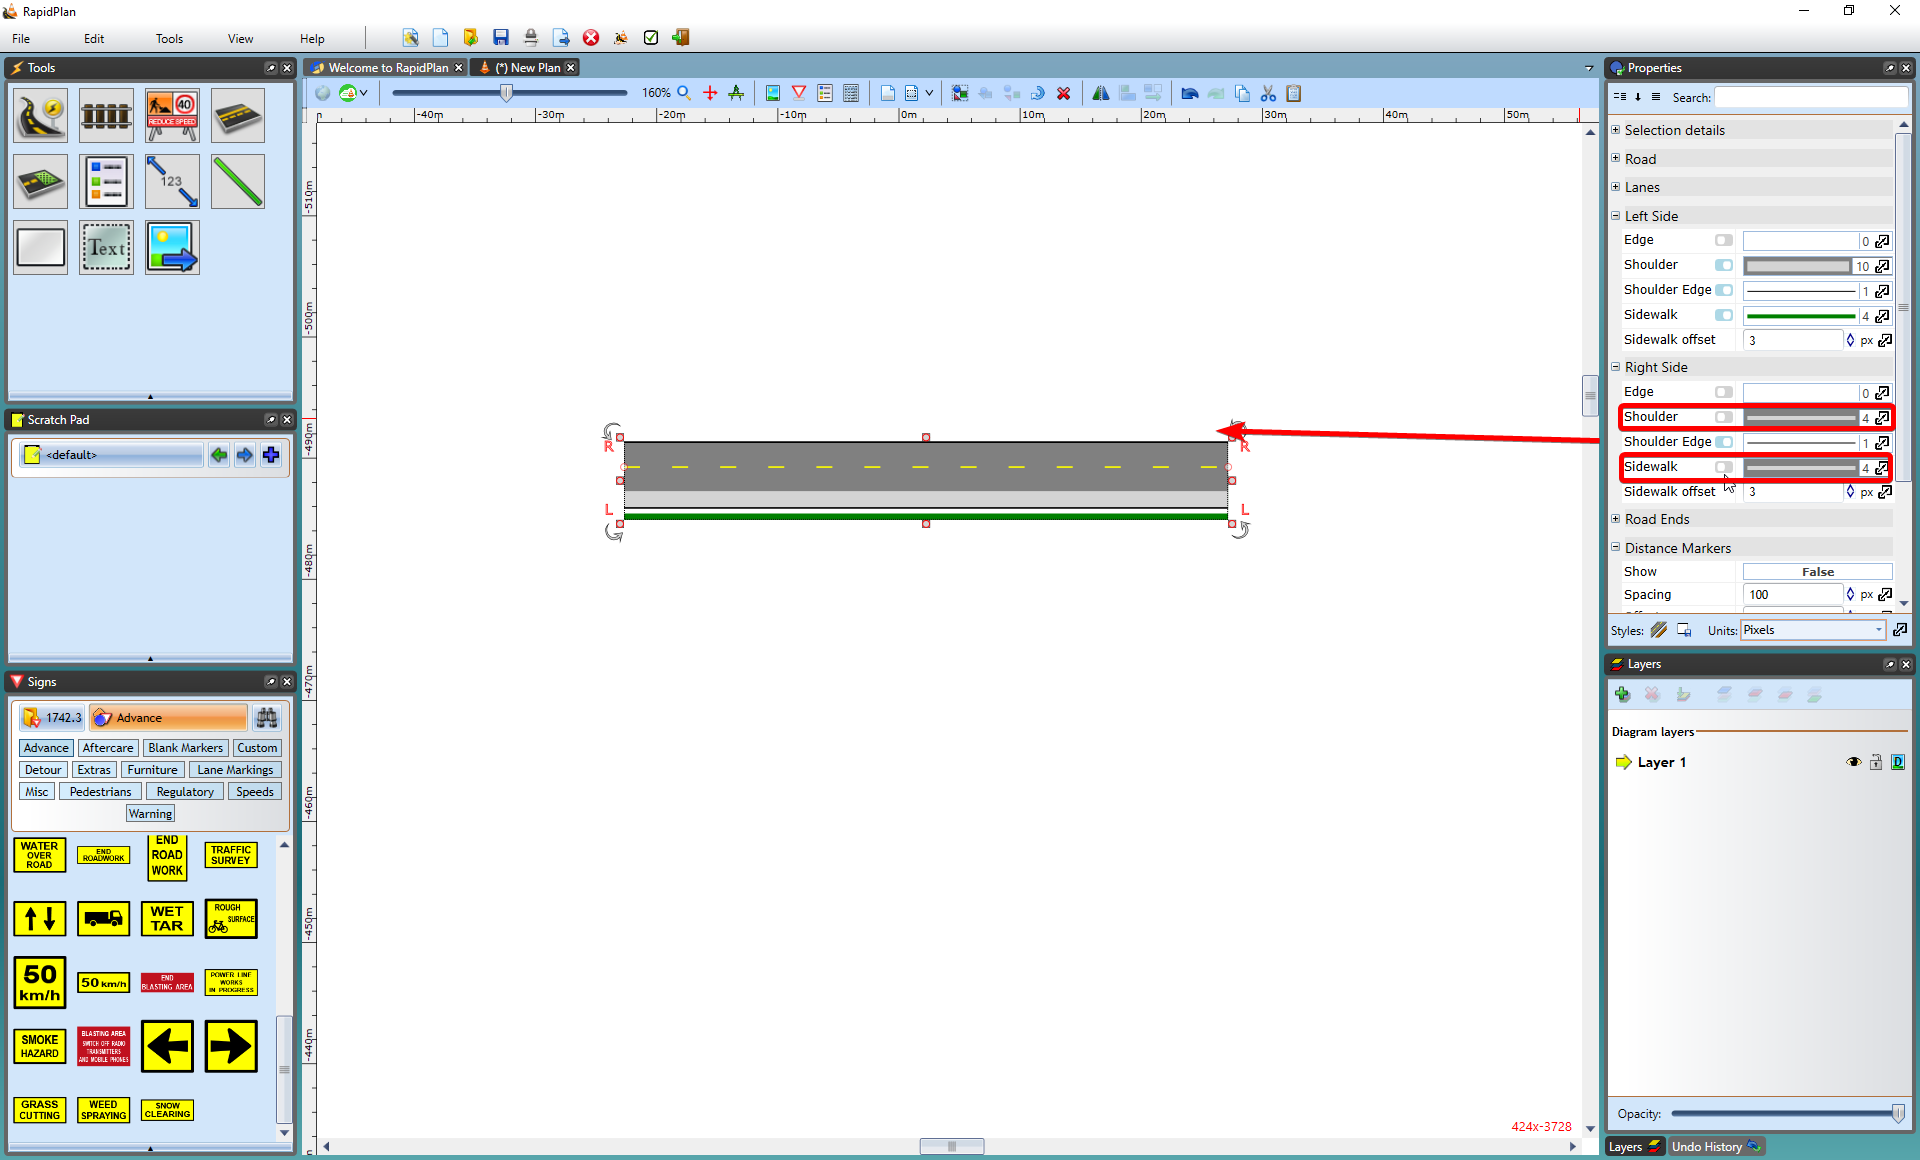 RapidPlan
File Edit Tools View Help
Tools
40
REDUCE SPEED
123
Text
Scratch Pad
<default>
Signs
1742.3 Advance
Advance Aftercare Blank Markers Custom
Detour Extras Furniture Lane Markings
Misc Pedestrians Regulatory Speeds
Warning
WATER
OVER
ROAD
END
ROADWORK
END
ROAD
WORK
TRAFFIC
SURVEY
WET
TAR
ROUGH
SURFACE
50
km/h
50 km/h
END
BLASTING AREA
POWER LINE
WORKS
IN PROGRESS
SMOKE
HAZARD
BLASTING AREA
SWITCH OFF RADIO
TRANSMITTERS
AND MOBILE PHONES
GRASS
CUTTING
WEED
SPRAYING
SNOW
CLEARING
Welcome to RapidPlan (*) New Plan
160%
n -40m -30m -20m -10m 0m 10m 20m 30m 40m 50m
-510m
-500m
-490m
-480m
-470m
-460m
-450m
-440m
R R
L L
424x-3728
Properties
Search:
Selection details
Road
Lanes
Left Side
Edge 0
Shoulder 10
Shoulder Edge 1
Sidewalk 4
Sidewalk offset 3 px
Right Side
Edge 0
Shoulder 4
Shoulder Edge 1
Sidewalk 4
Sidewalk offset 3 px
Road Ends
Distance Markers
Show False
Spacing 100 px
Styles: Units: Pixels
Layers
Diagram layers
Layer 1 D
Opacity:
Layers Undo History